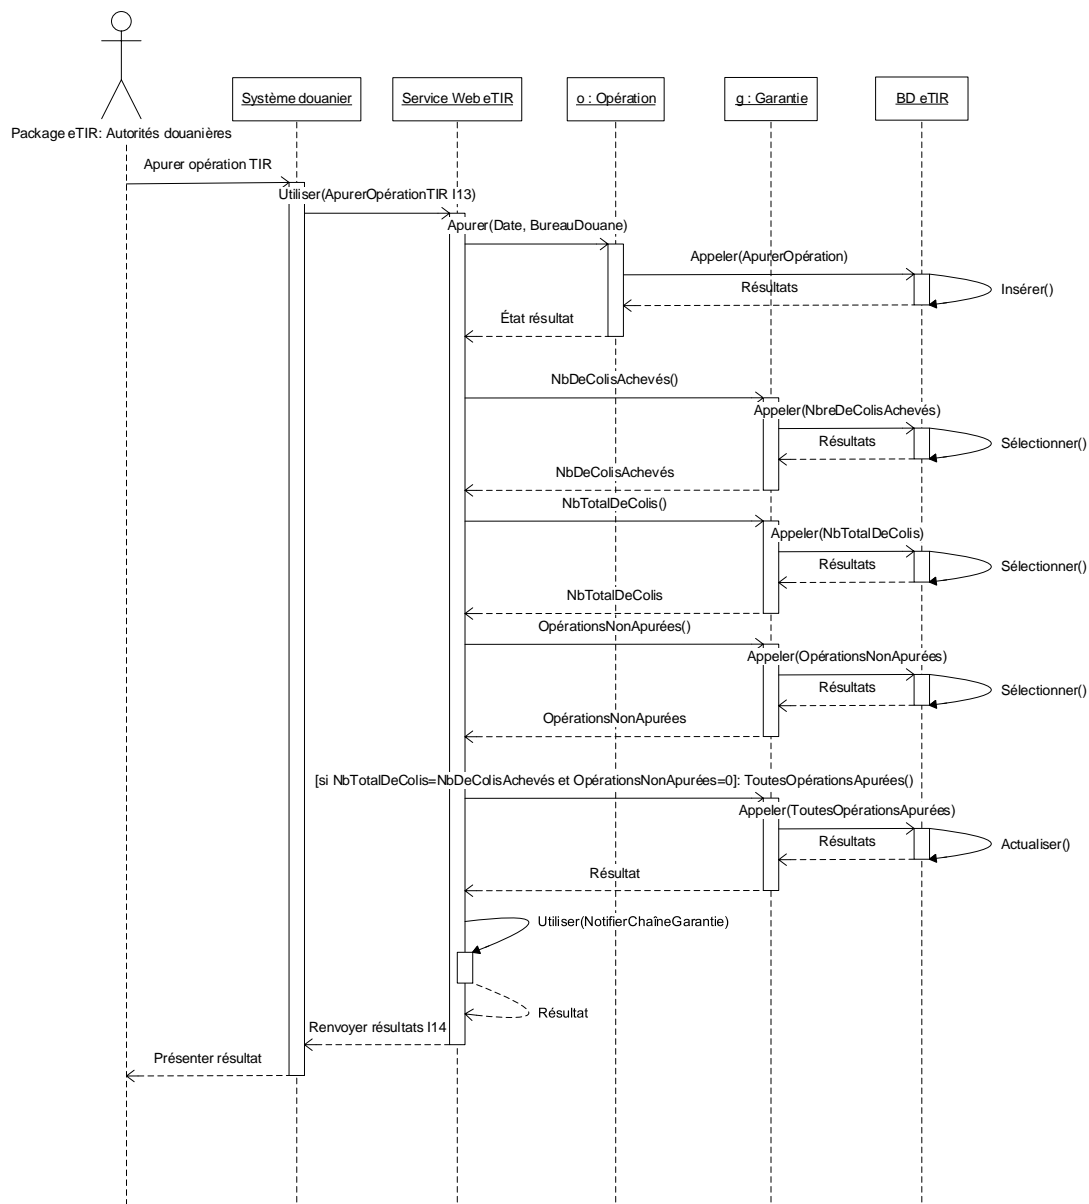 Système douanier
Service Web eTIR
o : Opération
g : Garantie
BD eTIR
Package eTIR: Autorités douanières
Apurer opération TIR
Utiliser(ApurerOpérationTIR I13)
Apurer(Date, BureauDouane)
Appeler(ApurerOpération)
Résultats
Insérer()
État résultat
NbDeColisAchevés()
Appeler(NbreDeColisAchevés)
Résultats
Sélectionner()
NbDeColisAchevés
NbTotalDeColis()
Appeler(NbTotalDeColis)
Résultats
Sélectionner()
NbTotalDeColis
OpérationsNonApurées()
Appeler(OpérationsNonApurées)
Résultats
Sélectionner()
OpérationsNonApurées
[si NbTotalDeColis=NbDeColisAchevés et OpérationsNonApurées=0]: ToutesOpérationsApurées()
Appeler(ToutesOpérationsApurées)
Résultats
Actualiser()
Résultat
Utiliser(NotifierChaîneGarantie)
Résultat
Renvoyer résultats I14
Présenter résultat